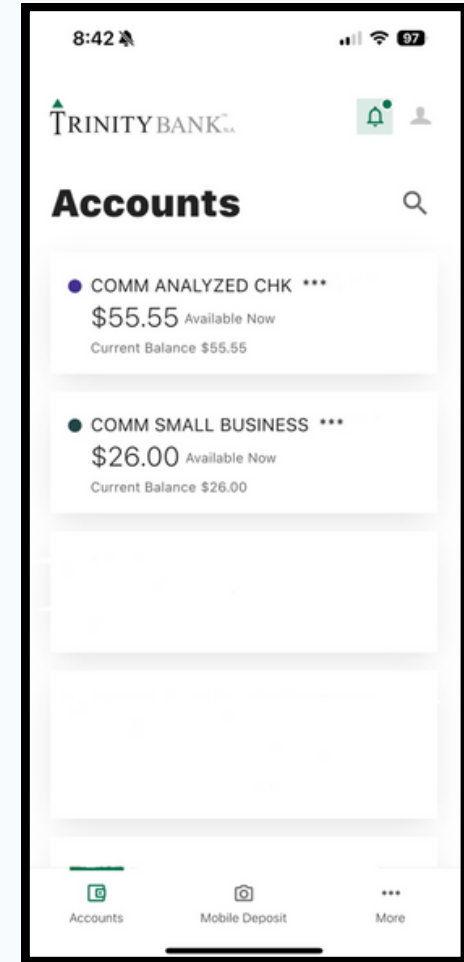 8:42
97
TRINITY BANK
Accounts
COMM ANALYZED CHK ***
$55.55 Available Now
Current Balance $55.55
COMM SMALL BUSINESS ***
$26.00 Available Now
Current Balance $26.00
Accounts
Mobile Deposit
More